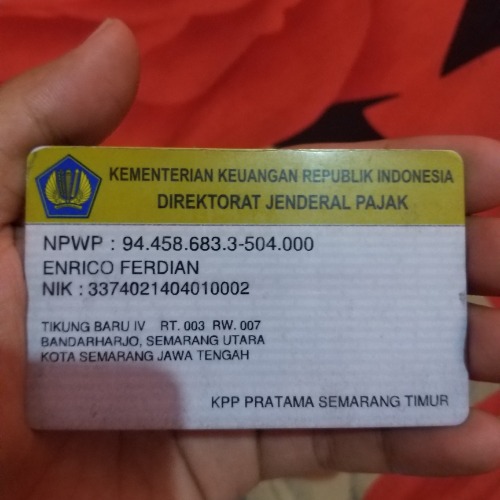 KEMENTERIAN KEUANGAN REPUBLIK INDONESIA
DIREKTORAT JENDERAL PAJAK
NPWP : 94.458.683.3-504.000
ENRICO FERDIAN
NIK : 3374021404010002
TIKUNG BARU IV RT. 003 RW. 007
BANDARHARJO, SEMARANG UTARA
KOTA SEMARANG JAWA TENGAH
KPP PRATAMA SEMARANG TIMUR